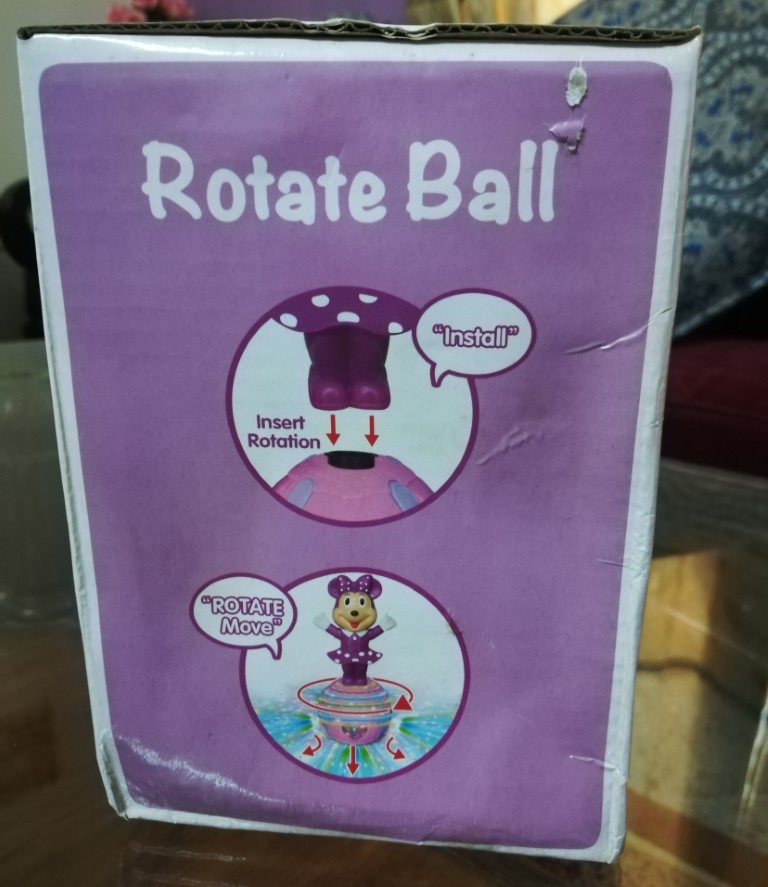 Rotate Ball
“Install”
Insert
Rotation
“ROTATE
Move”